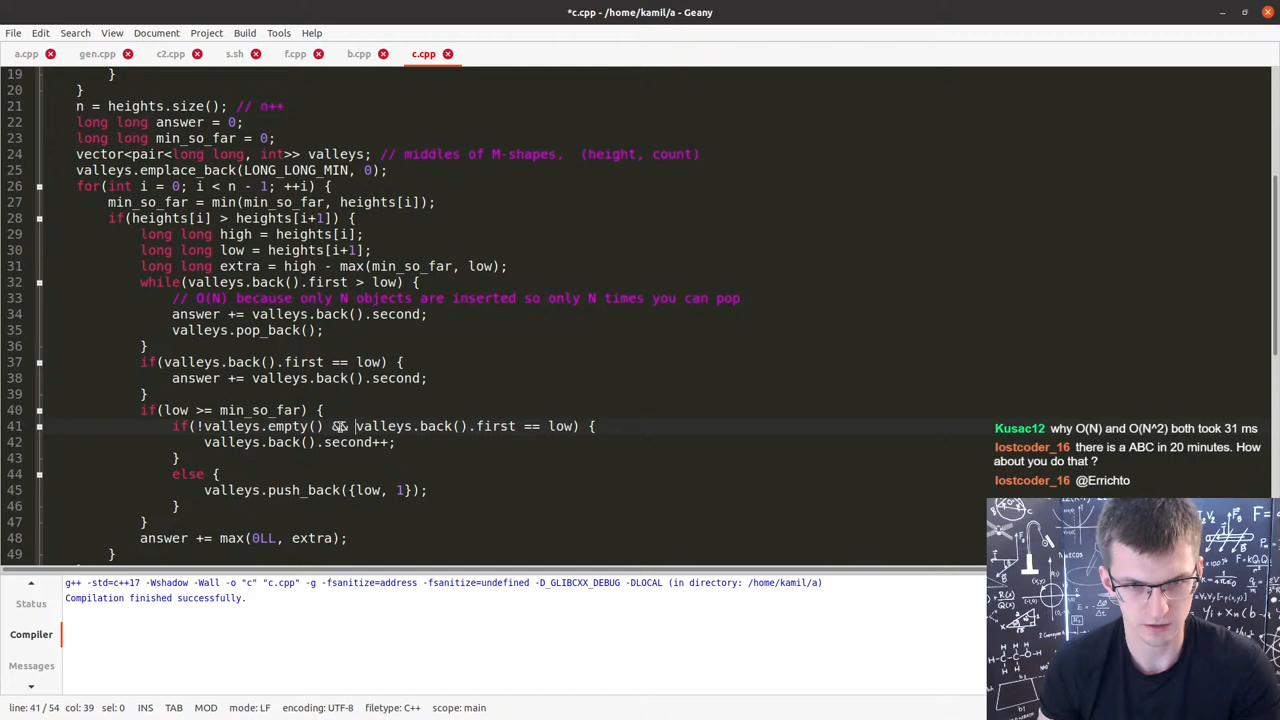 *c.cpp - /home/kamil/a - Geany
File Edit Search View Document Project Build Tools Help
a.cpp gen.cpp c2.cpp s.sh f.cpp b.cpp c.cpp
19 }
20 }
21 n = heights.size(); // n++
22 long long answer = 0;
23 long long min_so_far = 0;
24 vector<pair<long long, int>> valleys; // middles of M-shapes, (height, count)
25 valleys.emplace_back(LONG_LONG_MIN, 0);
26 for(int i = 0; i < n - 1; ++i) {
27 min_so_far = min(min_so_far, heights[i]);
28 if(heights[i] > heights[i+1]) {
29 long long high = heights[i];
30 long long low = heights[i+1];
31 long long extra = high - max(min_so_far, low);
32 while(valleys.back().first > low) {
33 // O(N) because only N objects are inserted so only N times you can pop
34 answer += valleys.back().second;
35 valleys.pop_back();
36 }
37 if(valleys.back().first == low) {
38 answer += valleys.back().second;
39 }
40 if(low >= min_so_far) {
41 if(!valleys.empty() && valleys.back().first == low) {
42 valleys.back().second++;
43 }
44 else {
45 valleys.push_back({low, 1});
46 }
47 }
48 answer += max(0LL, extra);
49 }
Kusac12 why O(N) and O(N^2) both took 31 ms
lostcoder_16 there is a ABC in 20 minutes. How
about you do that ?
lostcoder_16 @Errichto
g++ -std=c++17 -Wshadow -Wall -o "c" "c.cpp" -g -fsanitize=address -fsanitize=undefined -D_GLIBCXX_DEBUG -DLOCAL (in directory: /home/kamil/a)
Compilation finished successfully.
Status
Compiler
Messages
line: 41 / 54 col: 39 sel: 0 INS TAB MOD mode: LF encoding: UTF-8 filetype: C++ scope: main